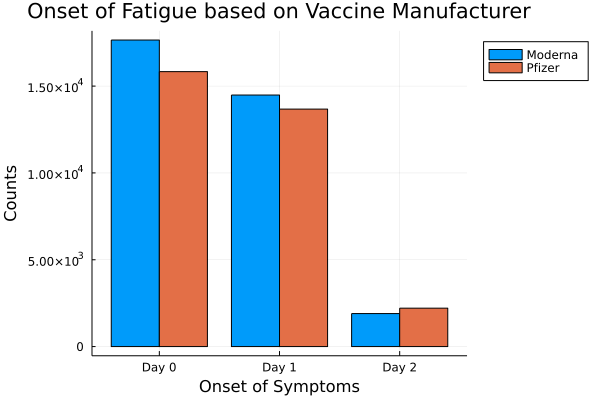 Onset of Fatigue based on Vaccine Manufacturer
Moderna
Pfizer
Counts
1.50×10⁴
1.00×10⁴
5.00×10³
0
Day 0 Day 1 Day 2
Onset of Symptoms